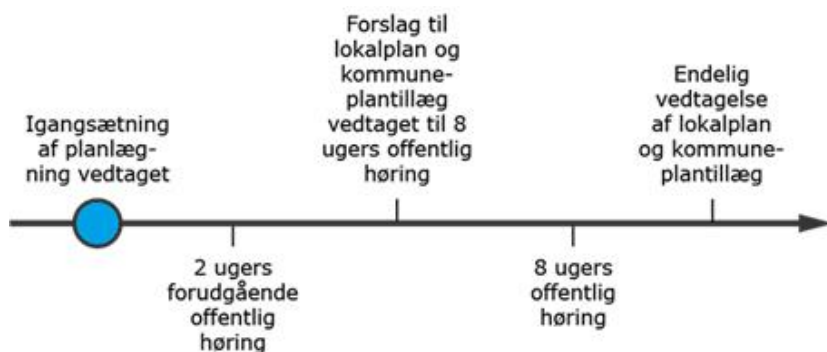 Igangsætning
af planlæg-
ning vedtaget
2 ugers
forudgående
offentlig
høring
Forslag til
lokalplan og
kommune-
plantillæg
vedtaget til 8
ugers offentlig
høring
8 ugers
offentlig
høring
Endelig
vedtagelse
af lokalplan
og kommune-
plantillæg